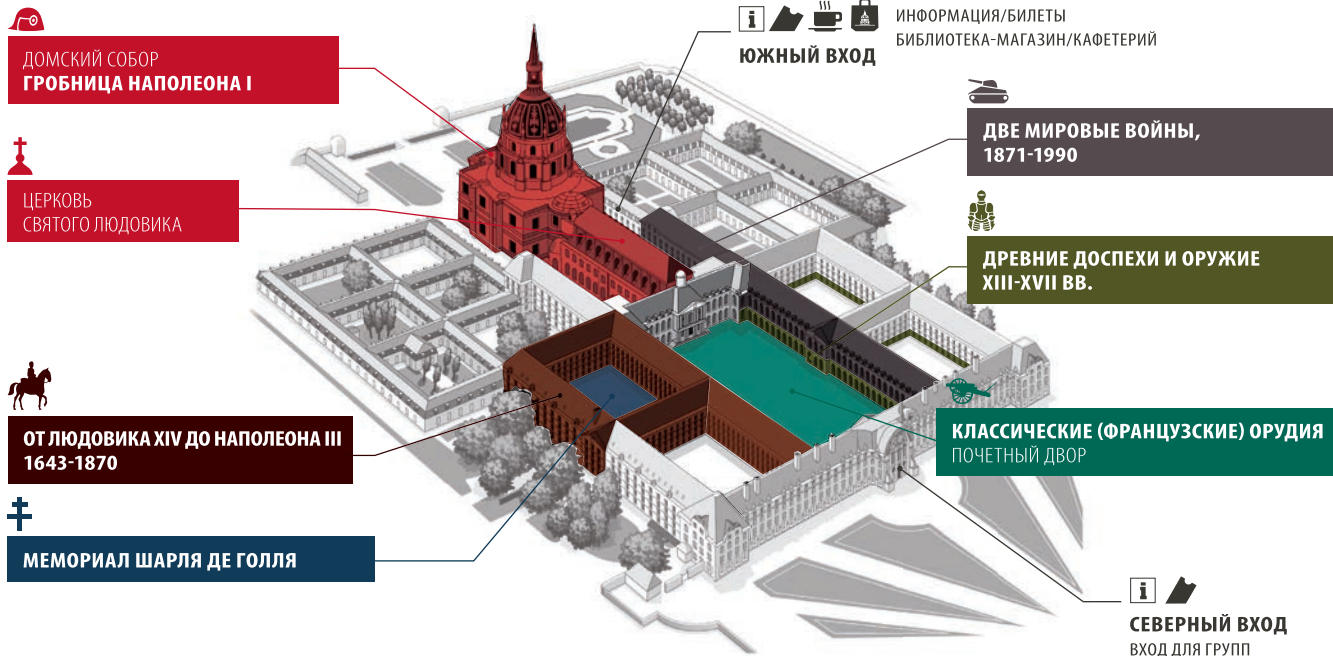 ДОМСКИЙ СОБОР
ГРОБНИЦА НАПОЛЕОНА I
ЦЕРКОВЬ
СВЯТОГО ЛЮДОВИКА
ОТ ЛЮДОВИКА XIV ДО НАПОЛЕОНА III
1643-1870
МЕМОРИАЛ ШАРЛЯ ДЕ ГОЛЛЯ
ИНФОРМАЦИЯ/БИЛЕТЫ
БИБЛИОТЕКА-МАГАЗИН/КАФЕТЕРИЙ
ЮЖНЫЙ ВХОД
ДВЕ МИРОВЫЕ ВОЙНЫ,
1871-1990
ДРЕВНИЕ ДОСПЕХИ И ОРУЖИЕ
XIII-XVII ВВ.
КЛАССИЧЕСКИЕ (ФРАНЦУЗСКИЕ) ОРУДИЯ
ПОЧЕТНЫЙ ДВОР
СЕВЕРНЫЙ ВХОД
ВХОД ДЛЯ ГРУПП